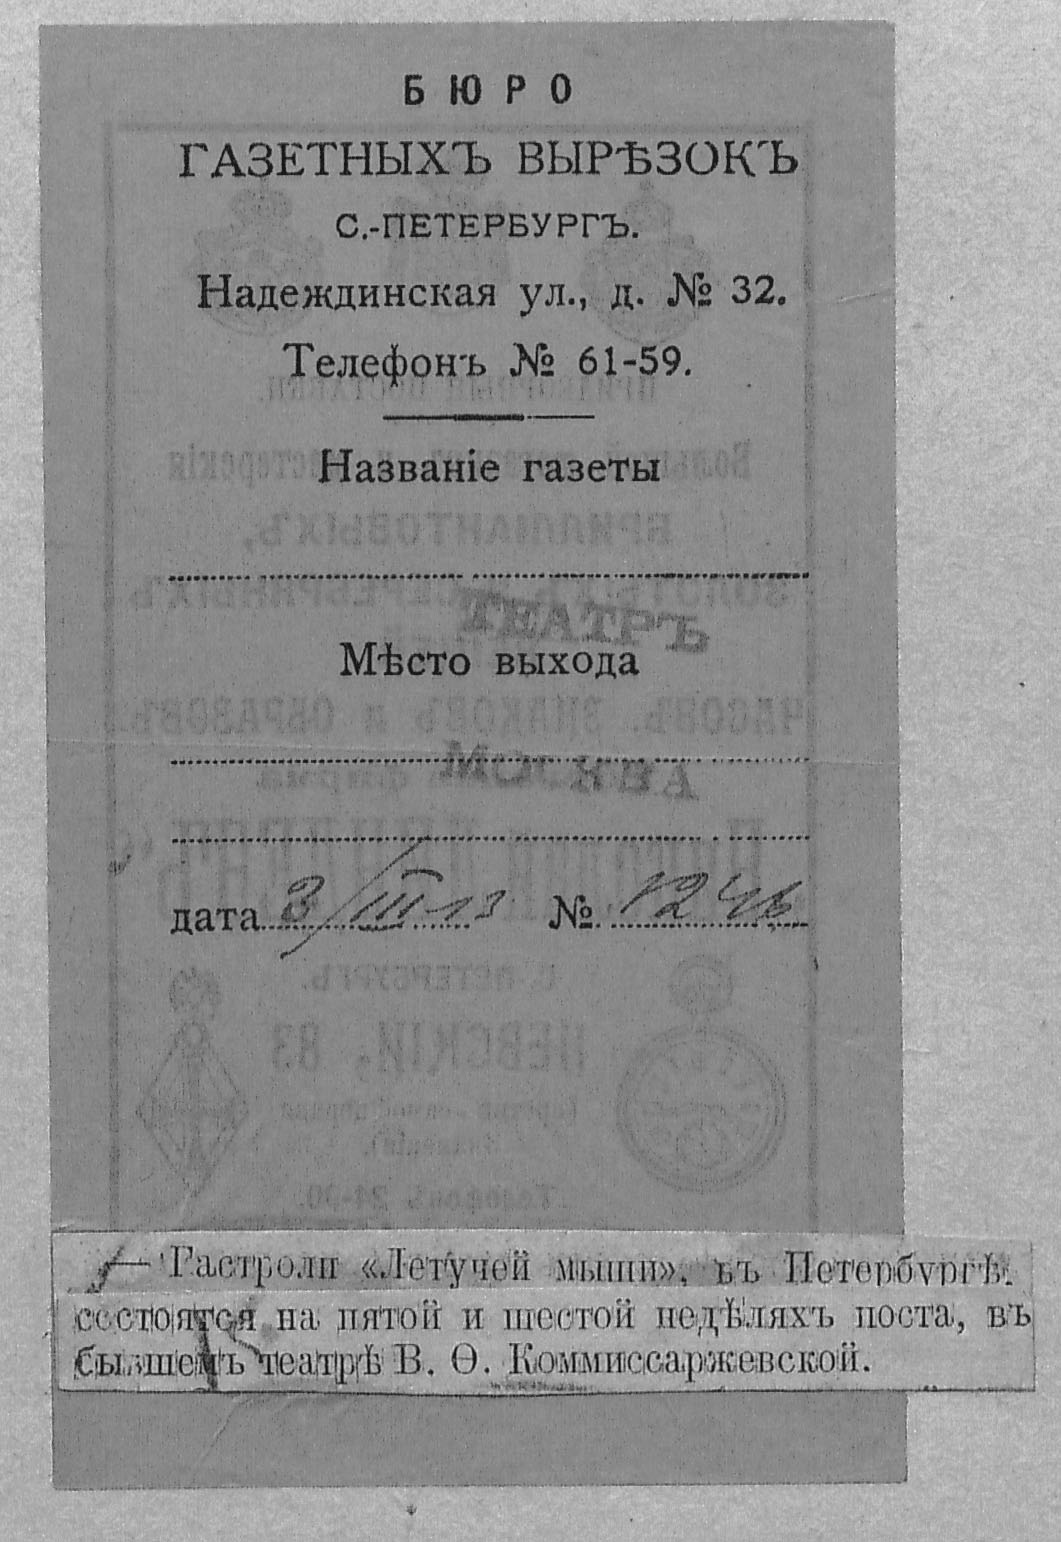 БЮРО
ГАЗЕТНЫХЪ ВЫРѢЗОКЪ
С.-ПЕТЕРБУРГЪ.
Надеждинская ул., д. № 32.
Телефонъ № 61-59.
Названіе газеты
ТЕАТРЪ
Мѣсто выхода
МОСКВА
дата 3/III-13 №
— Гастроли «Летучей мыши», въ Петербургѣ.
состоятся на пятой и шестой недѣляхъ поста, въ
бывшемъ театрѣ В. Ѳ. Коммиссаржевской.